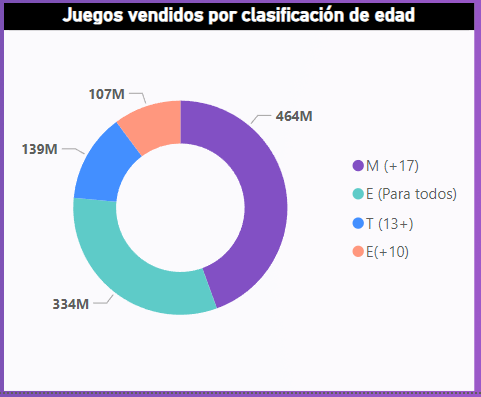 Juegos vendidos por clasificación de edad
107M
464M
139M
334M
M (+17)
E (Para todos)
T (13+)
E(+10)